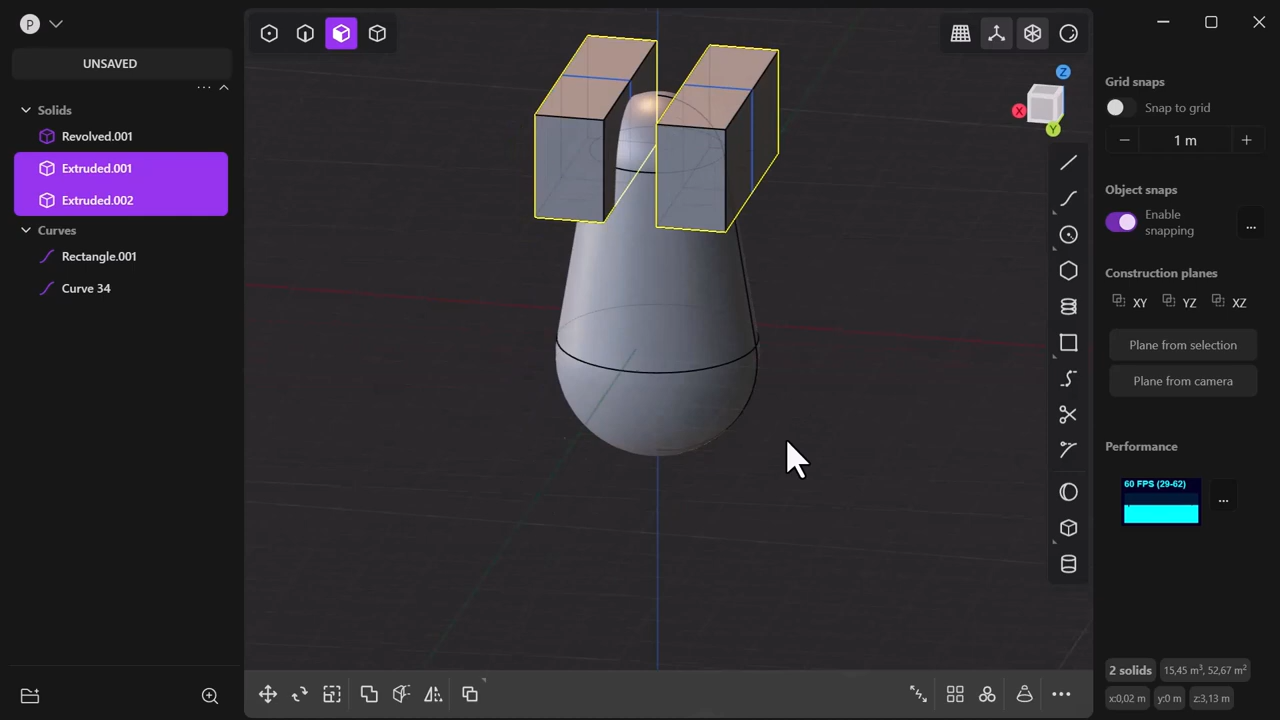 P
UNSAVED
...
Solids
Revolved.001
Extruded.001
Extruded.002
Curves
Rectangle.001
Curve 34
Z
X
Y
Grid snaps
Snap to grid
1 m
Object snaps
Enable
snapping
...
Construction planes
XY YZ XZ
Plane from selection
Plane from camera
Performance
60 FPS (29-62)
...
2 solids 15,45 m³, 52,67 m²
x:0,02 m y:0 m z:3,13 m